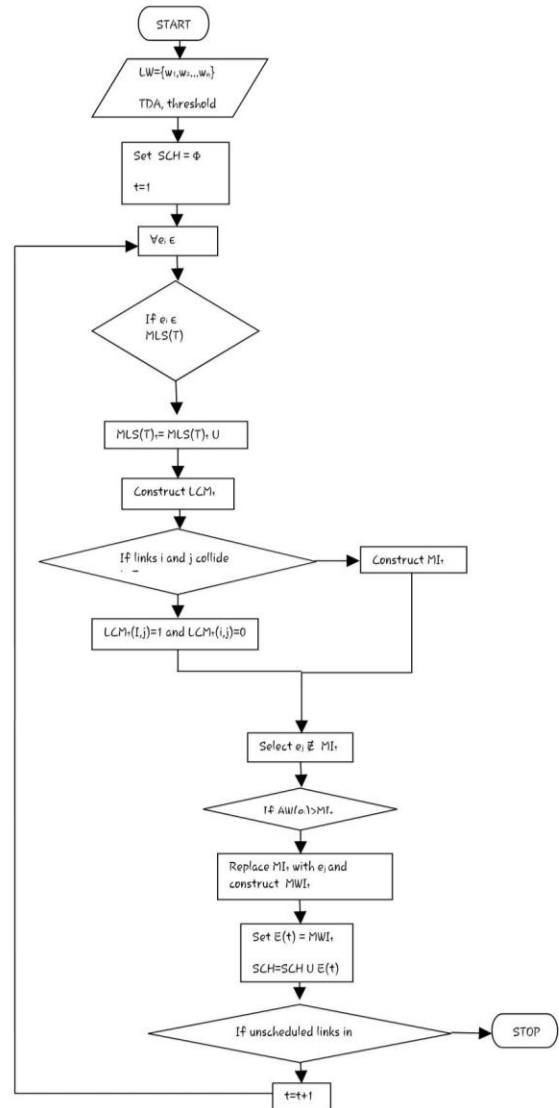 START
LW={w₁,w₂,..wₙ}
TDA, threshold
Set SCH = Φ
t=1
∀eᵢ ϵ
If eᵢ ϵ
MLS(T)
MLS(T)ₜ= MLS(T)ₜ U
Construct LCMₜ
If links i and j collide
Construct MIₜ
LCMₜ(I,j)=1 and LCMₜ(i,j)=0
Select eⱼ ∉ MIₜ
If AW(eᵢ)>MIₜ
Replace MIₜ with eⱼ and
construct MWIₜ
Set E(t) = MWIₜ
SCH=SCH U E(t)
If unscheduled links in
STOP
t=t+1